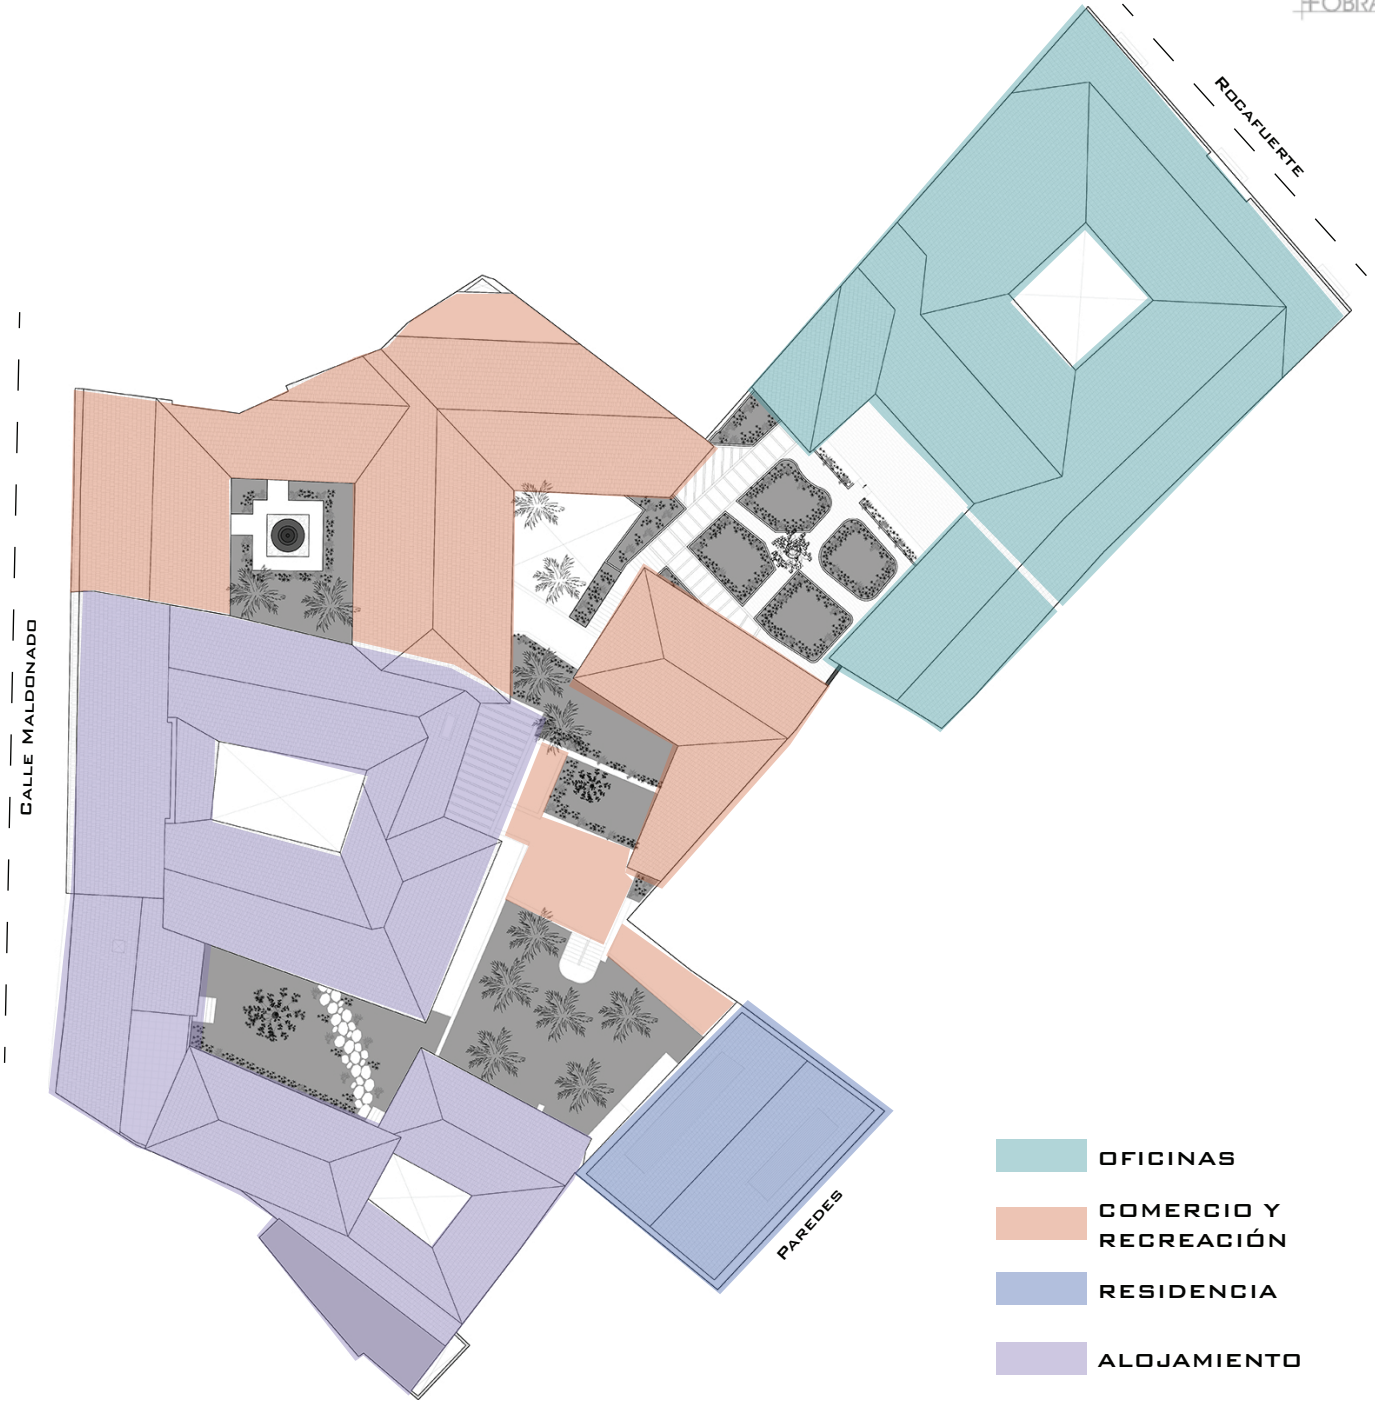 ROCAFUERTE
CALLE MALDONADO
PAREDES
OFICINAS
COMERCIO Y
RECREACIÓN
RESIDENCIA
ALOJAMIENTO